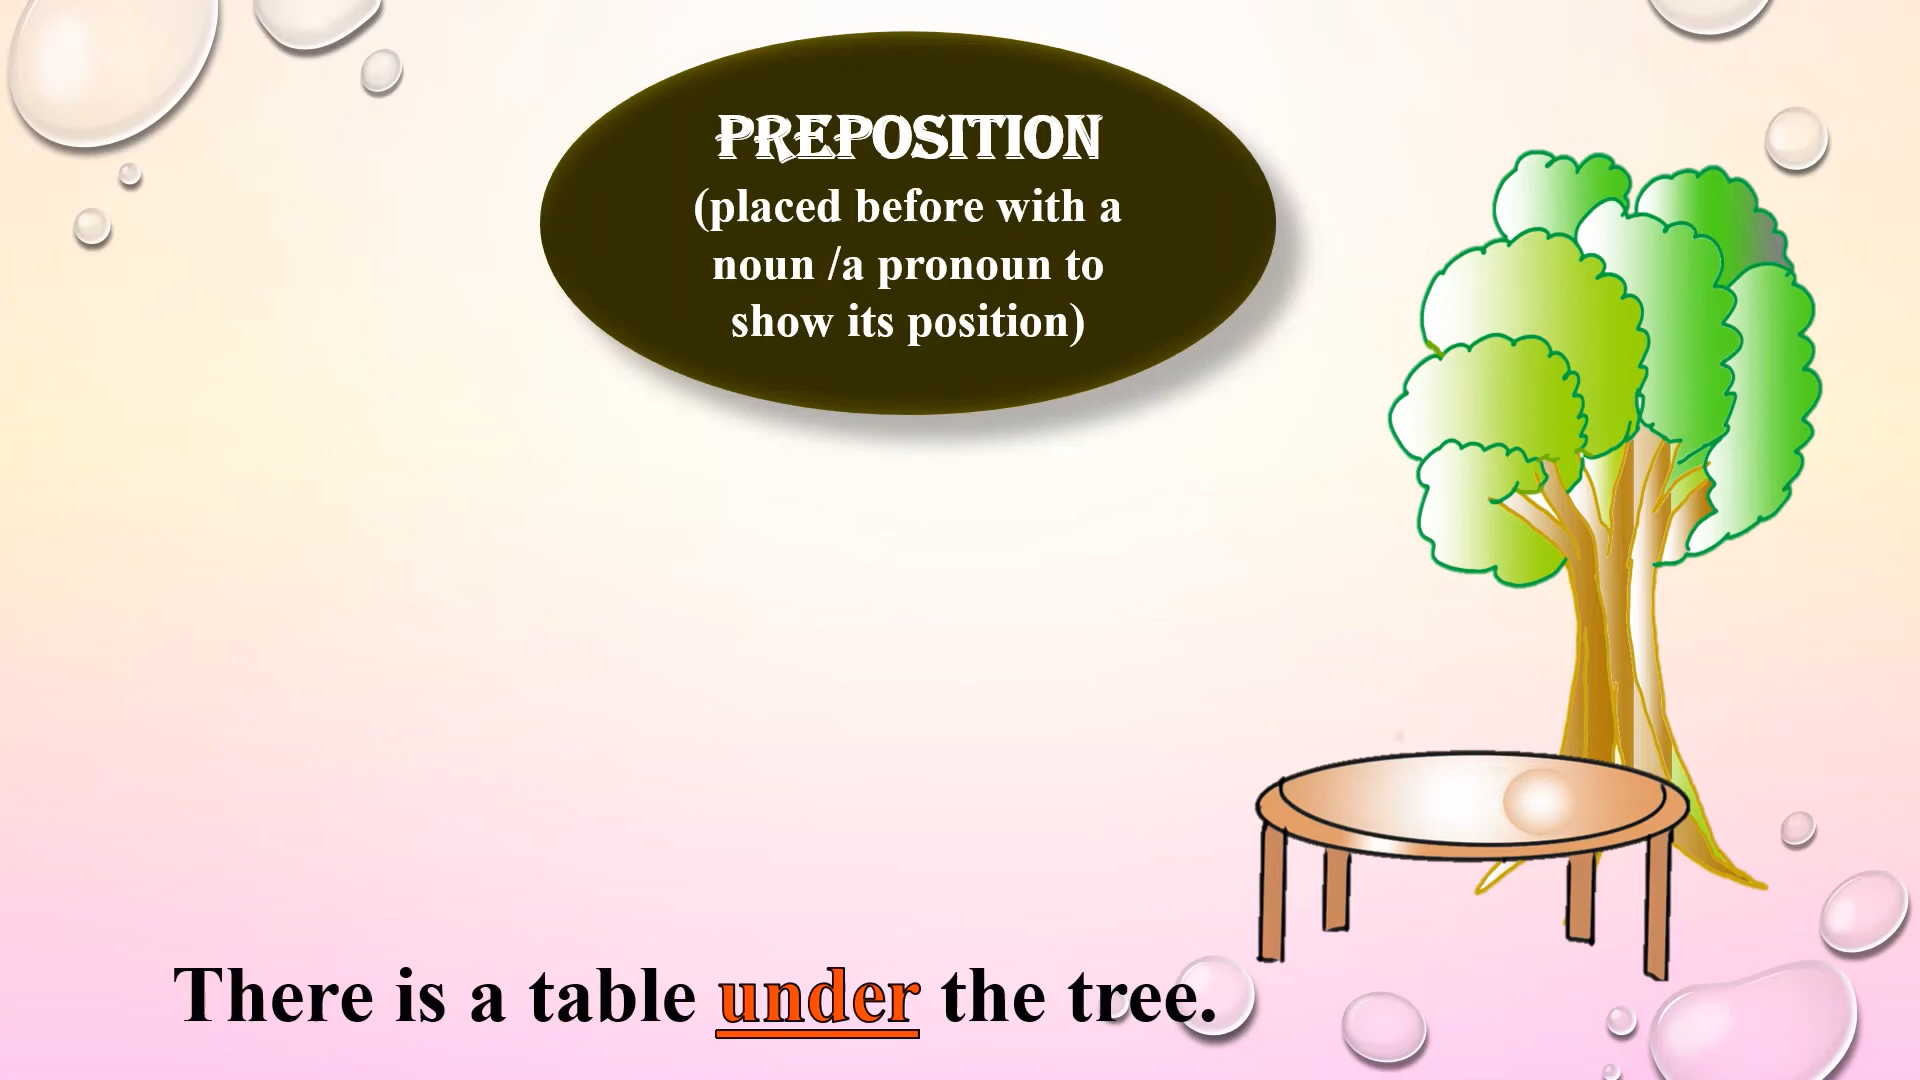 PREPOSITION
(placed before with a
noun /a pronoun to
show its position)
There is a table under the tree.